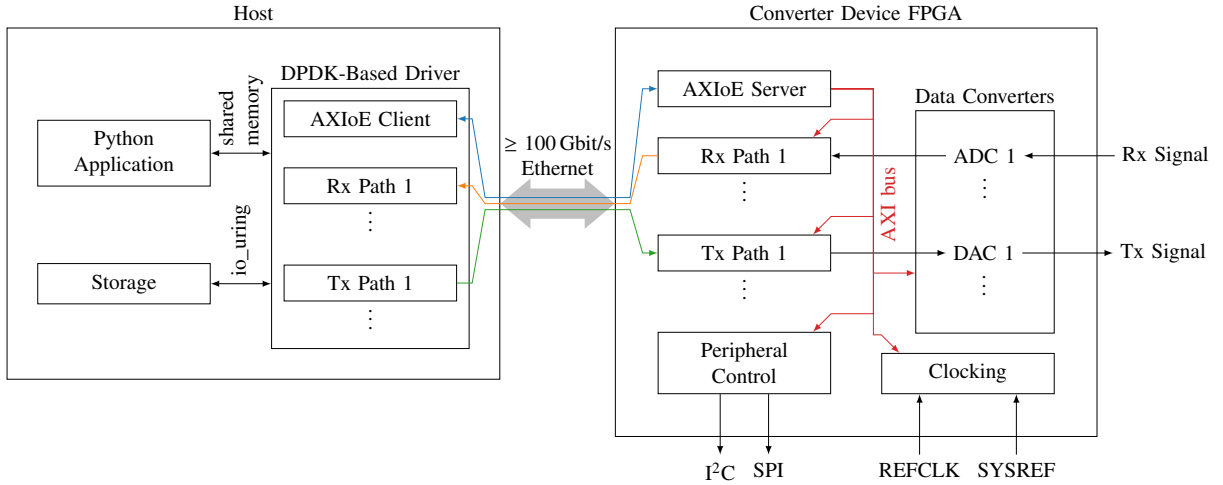 Host
DPDK-Based Driver
Python
Application
shared
memory
AXIoE Client
Rx Path 1
⋮
Storage
io_uring
Tx Path 1
⋮
≥ 100 Gbit/s
Ethernet
Converter Device FPGA
AXIoE Server
Rx Path 1
⋮
Tx Path 1
⋮
Peripheral
Control
AXI bus
Data Converters
ADC 1
⋮
DAC 1
⋮
Clocking
Rx Signal
Tx Signal
I²C
SPI
REFCLK
SYSREF